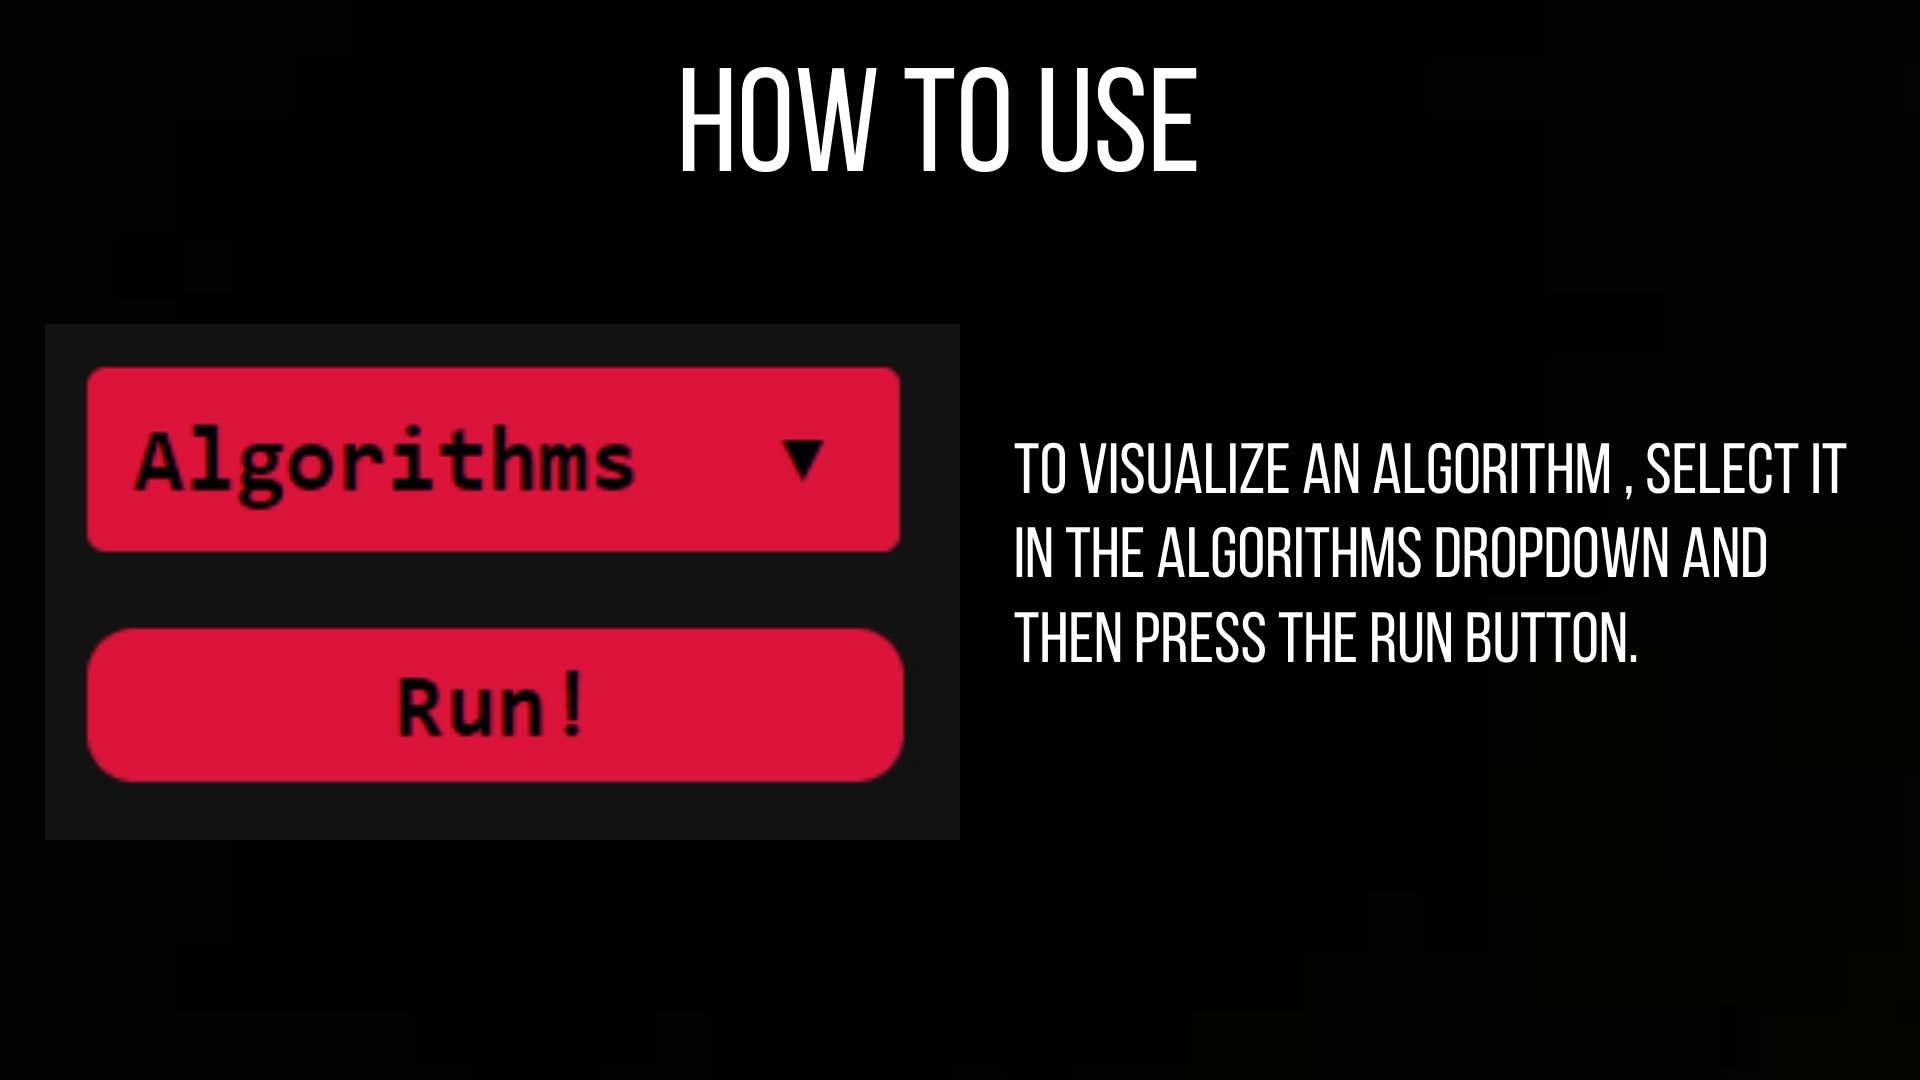 HOW TO USE
Algorithms ▼
Run!
TO VISUALIZE AN ALGORITHM , SELECT IT
IN THE ALGORITHMS DROPDOWN AND
THEN PRESS THE RUN BUTTON.